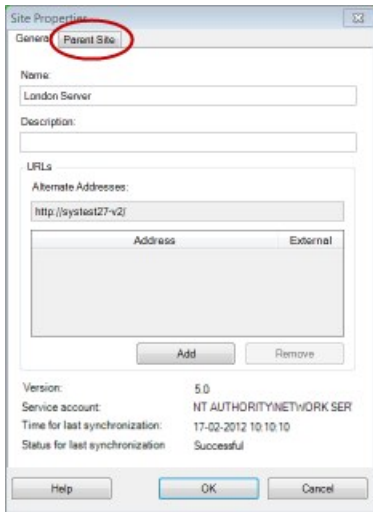 Site Properties
General Parent Site
Name:
London Server
Description:
URLs
Alternate Addresses:
http://systest27-v2/
Address External
Add Remove
Version: 5.0
Service account: NT AUTHORITY\NETWORK SER
Time for last synchronization: 17-02-2012 10:10:10
Status for last synchronization Successful
Help OK Cancel